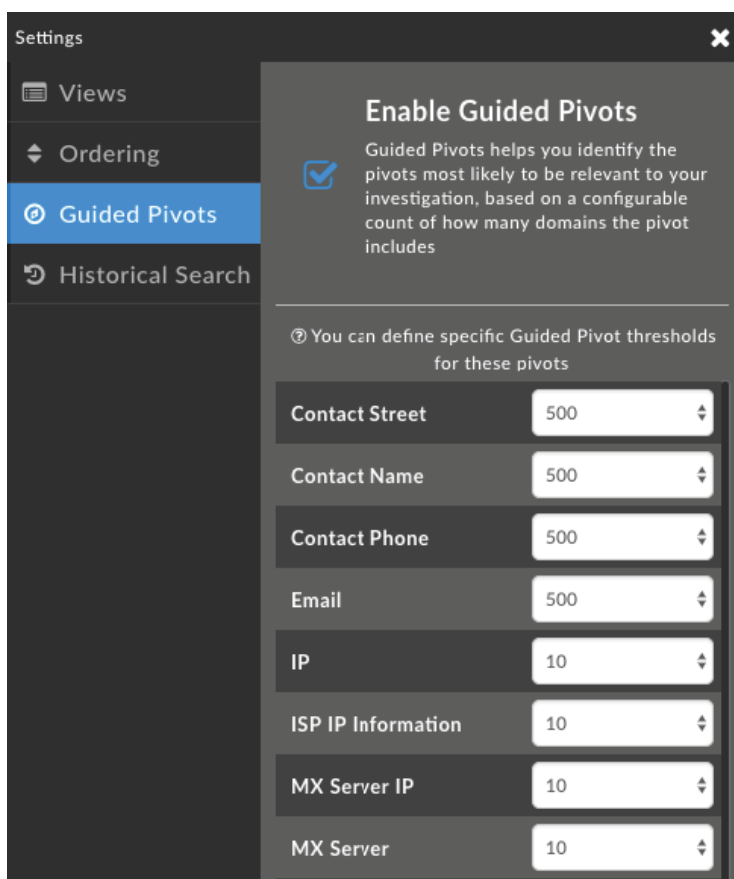 Settings
Views
Ordering
Guided Pivots
Historical Search
Enable Guided Pivots
Guided Pivots helps you identify the
pivots most likely to be relevant to your
investigation, based on a configurable
count of how many domains the pivot
includes
You can define specific Guided Pivot thresholds
for these pivots
Contact Street 500
Contact Name 500
Contact Phone 500
Email 500
IP 10
ISP IP Information 10
MX Server IP 10
MX Server 10